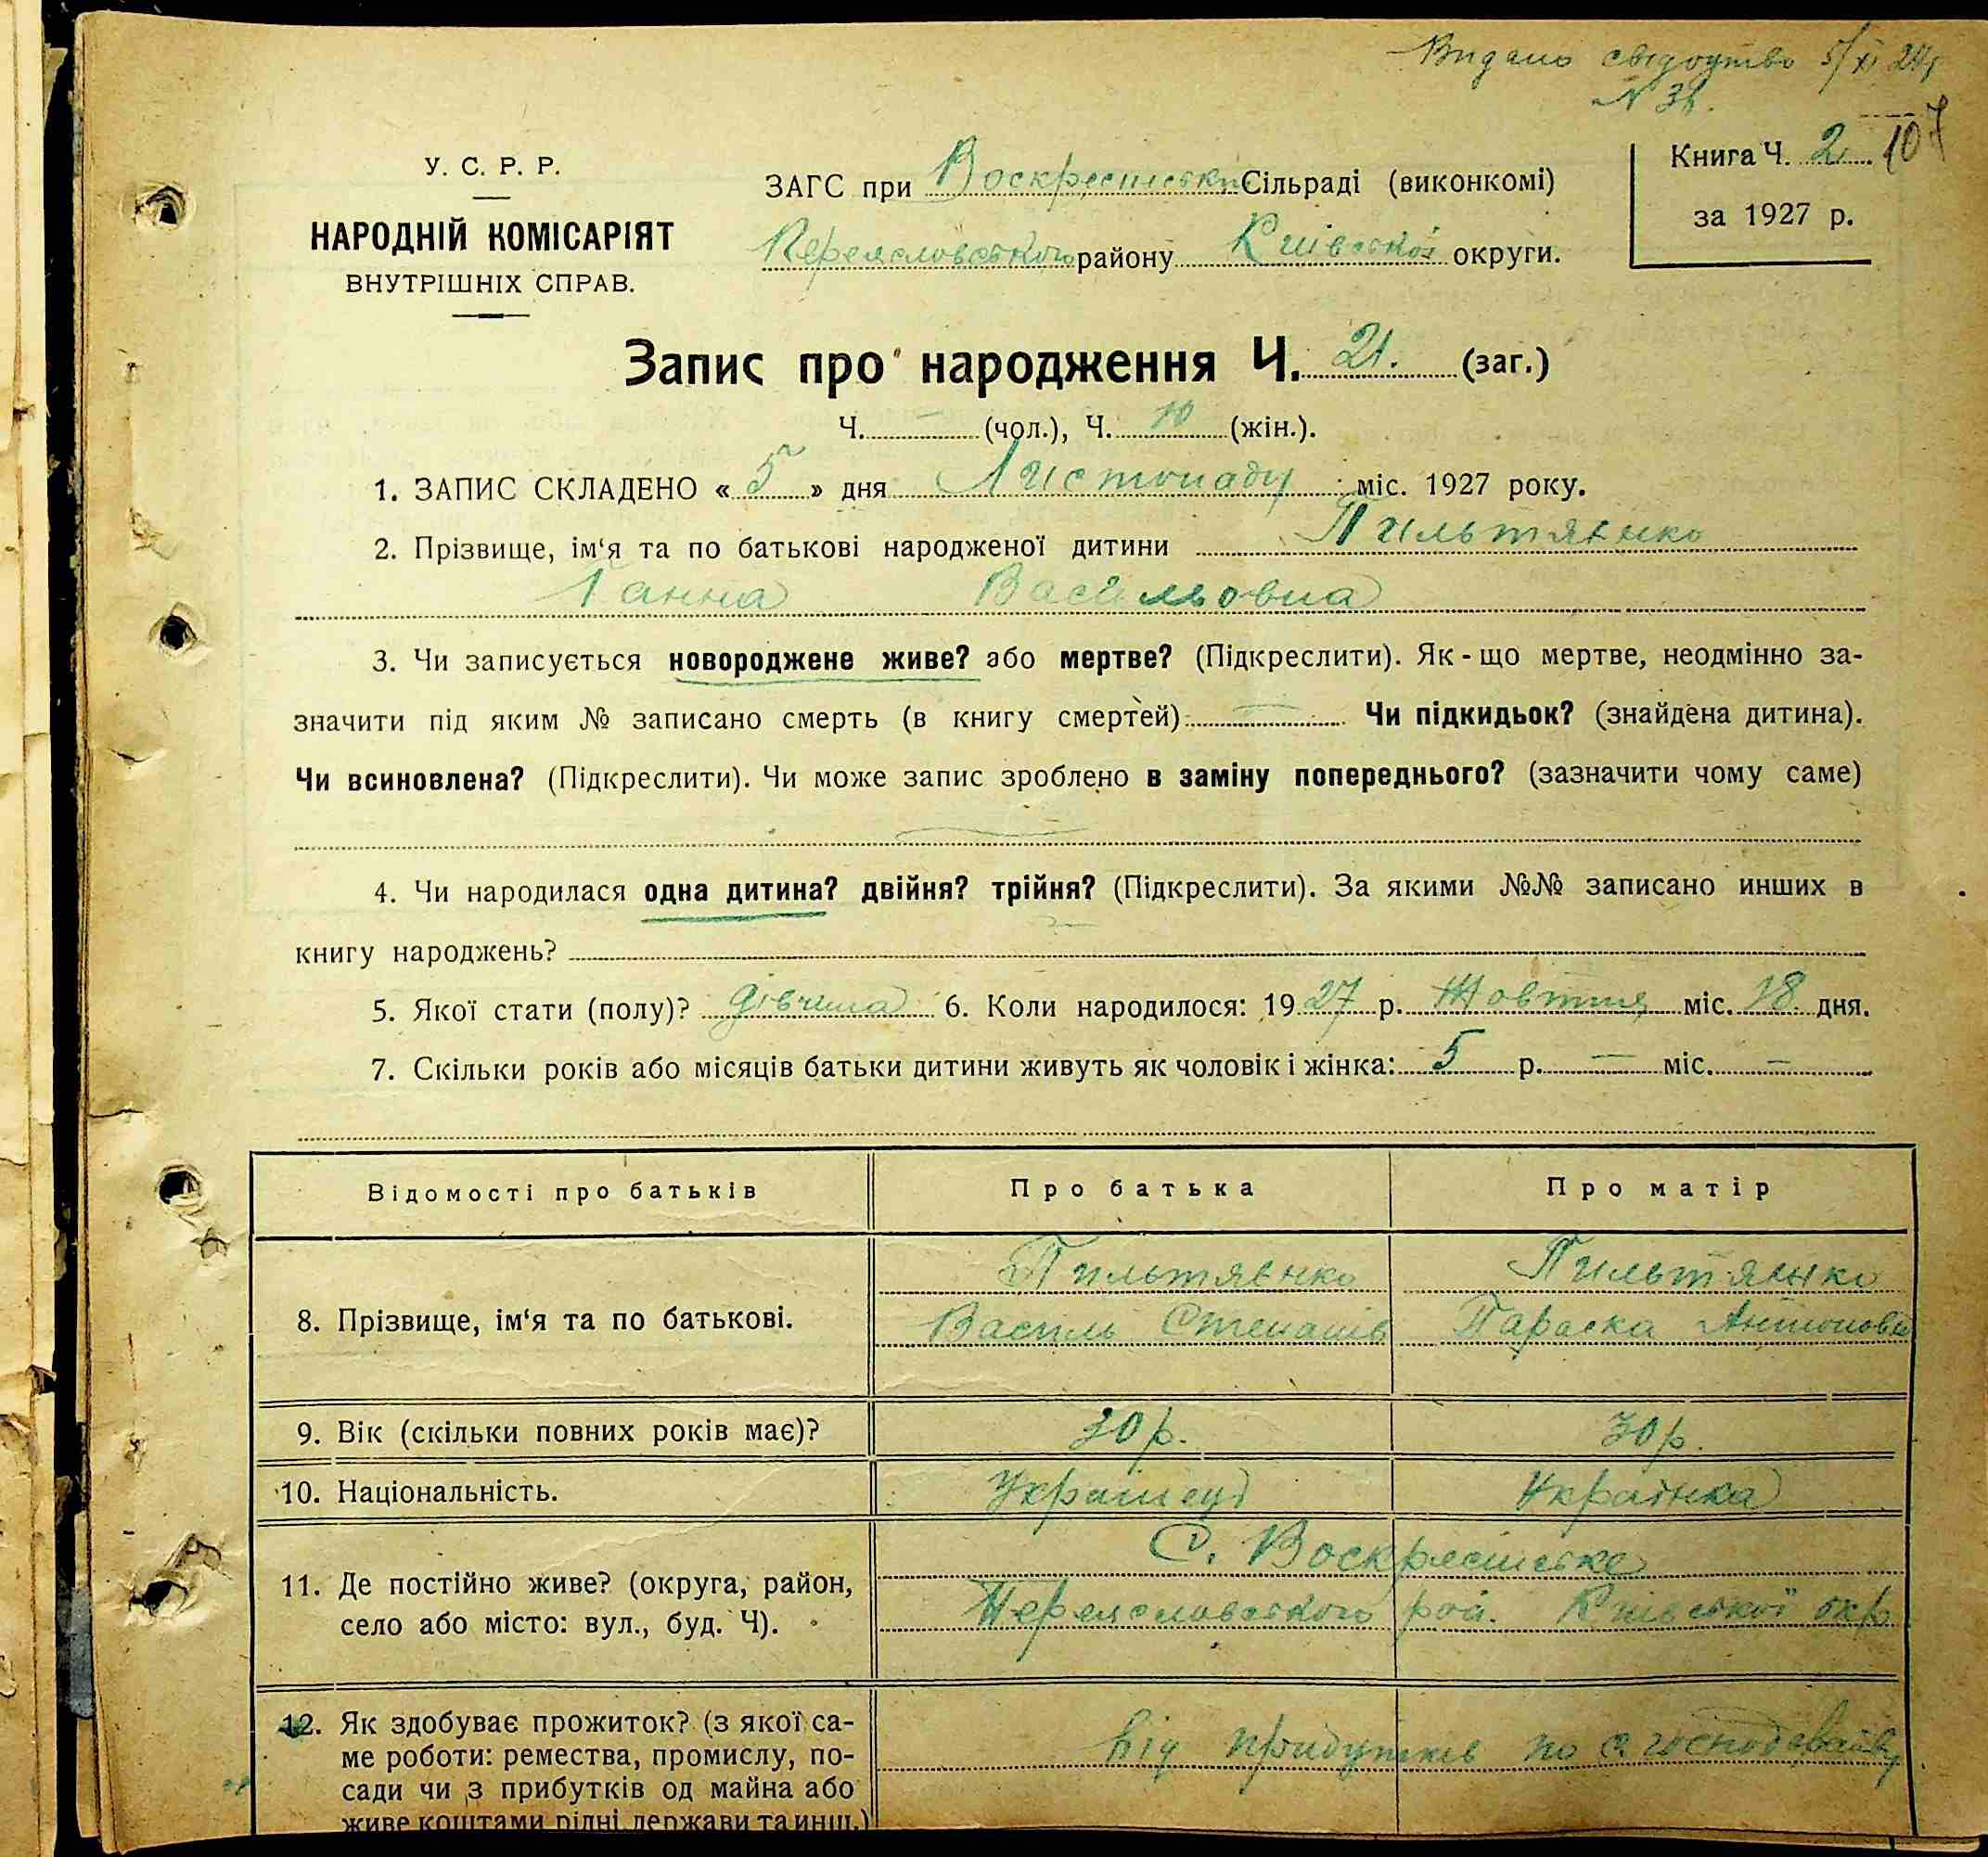 Видано свідоцтво 5/XI 27р
N 31.
У. С. Р. Р.
НАРОДНІЙ КОМІСАРІЯТ
ВНУТРІШНІХ СПРАВ.
ЗАГС при Воскресенськ Сільраді (виконкомі)
Переяславського району Київської округи.
Книга Ч. 2 107
за 1927 р.
Запис про народження Ч. 21. (заг.)
Ч. — (чол.), Ч. 10 (жін.).
1. ЗАПИС СКЛАДЕНО « 5 » дня Листопаду міс. 1927 року.
2. Прізвище, ім‘я та по батькові народженої дитини Пильтяенко
Ганна Васильовна
3. Чи записується новороджене живе? або мертве? (Підкреслити). Як-що мертве, неодмінно за-
значити під яким № записано смерть (в книгу смертей) — Чи підкидьок? (знайдена дитина).
Чи всиновлена? (Підкреслити). Чи може запис зроблено в заміну попереднього? (зазначити чому саме)
4. Чи народилася одна дитина? двійня? трійня? (Підкреслити). За якими №№ записано инших в
книгу народжень?
5. Якої стати (полу)? дівчина 6. Коли народилося: 1927 р. Жовтня міс. 18 дня.
7. Скільки років або місяців батьки дитини живуть як чоловік і жінка: 5 р. — міс. —
Відомості про батьків Про батька Про матір
Пильтяенко Пильтяенко
8. Прізвище, ім‘я та по батькові. Василь Степанів Параска Антонові
9. Вік (скільки повних років має)? 30 р. 30 р.
10. Національність. Українець Українка
С. Воскресенське
11. Де постійно живе? (округа, район,
село або місто: вул., буд. Ч). Переяславського рай. Київської окр
12. Як здобуває прожиток? (з якої са-
ме роботи: ремества, промислу, по- Від прибутків по с. господарству
сади чи з прибутків од майна або
живе коштами рідні, держави та инш.)